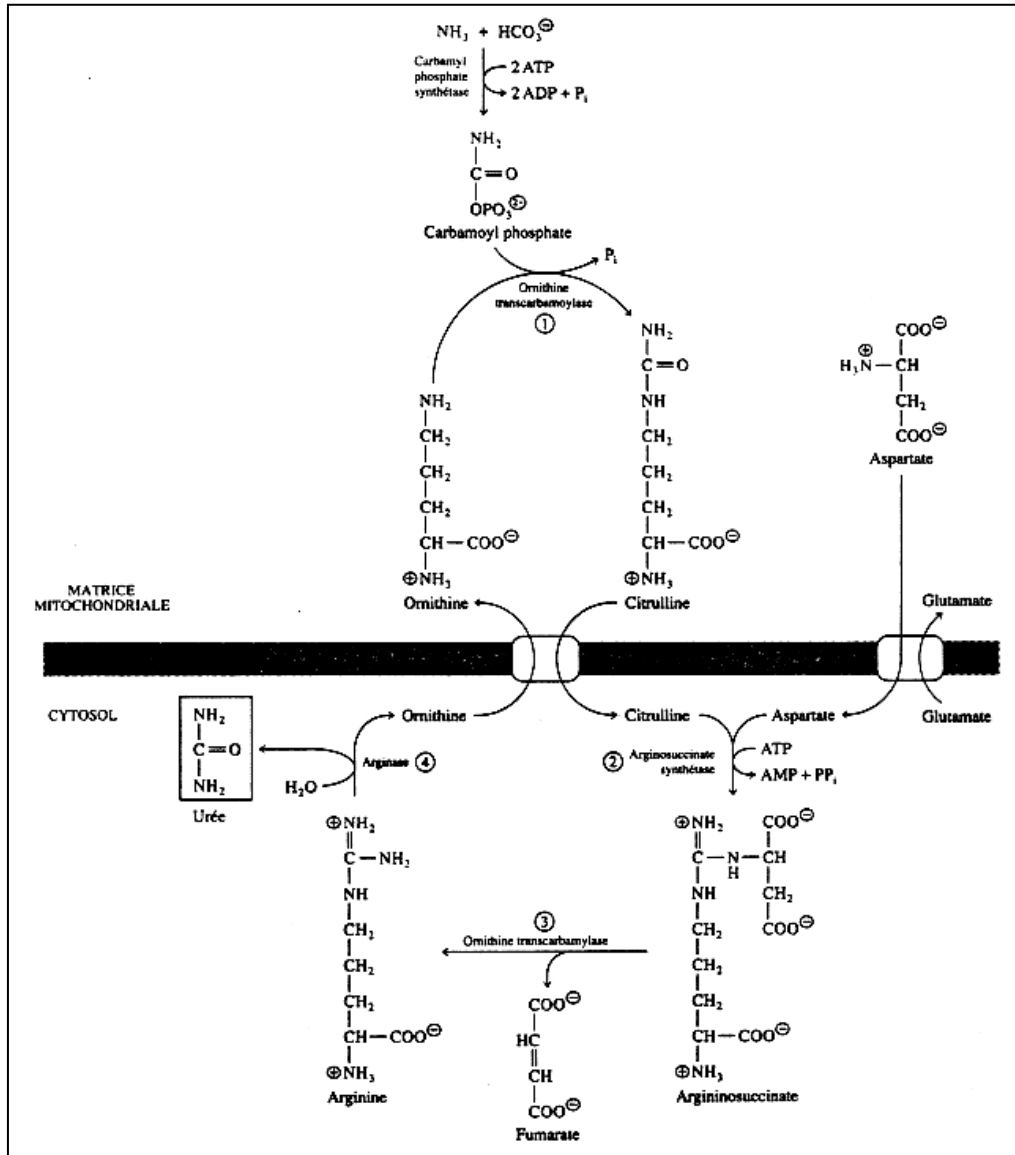 NH₃ + HCO₃⊖
Carbamyl
phosphate
synthétase
2 ATP
2 ADP + Pᵢ
NH₂
C=O
OPO₃²⁻
Carbamoyl phosphate
Pᵢ
Ornithine
transcarbamoylase
①
NH₂
CH₂
CH₂
CH₂
CH—COO⊖
⊕NH₃
Ornithine
NH₂
C=O
NH
CH₂
CH₂
CH₂
CH—COO⊖
⊕NH₃
Citrulline
COO⊖
H₃N⊕—CH
CH₂
COO⊖
Aspartate
MATRICE
MITOCHONDRIALE
Glutamate
CYTOSOL
NH₂
C=O
NH₂
Urée
Ornithine
Arginase ④
H₂O
Citrulline
Aspartate
Glutamate
② Arginosuccinate
synthétase
ATP
AMP + PPᵢ
⊕NH₂
C—NH₂
NH
CH₂
CH₂
CH₂
CH—COO⊖
⊕NH₃
Arginine
③
Ornithine transcarbamylase
COO⊖
HC
CH
COO⊖
Fumarate
⊕NH₂ COO⊖
C—N—CH
H
NH CH₂
CH₂ COO⊖
CH₂
CH₂
CH—COO⊖
⊕NH₃
Argininosuccinate